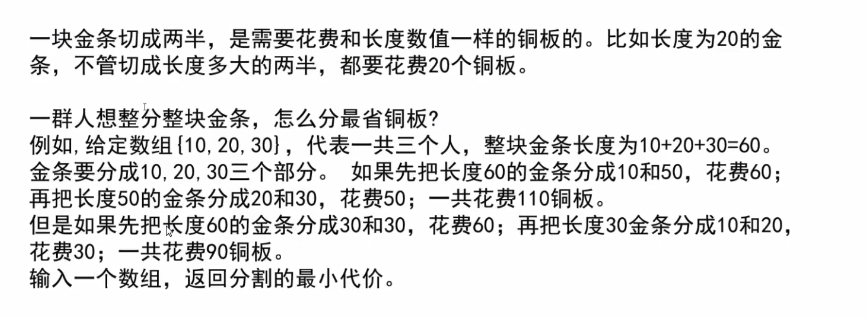 一块金条切成两半，是需要花费和长度数值一样的铜板的。比如长度为20的金
条，不管切成长度多大的两半，都要花费20个铜板。
一群人想整分整块金条，怎么分最省铜板?
例如,给定数组{10,20,30}，代表一共三个人，整块金条长度为10+20+30=60。
金条要分成10,20,30三个部分。 如果先把长度60的金条分成10和50，花费60;
再把长度50的金条分成20和30，花费50;一共花费110铜板。
但是如果先把长度60的金条分成30和30，花费60;再把长度30金条分成10和20，
花费30;一共花费90铜板。
输入一个数组，返回分割的最小代价。